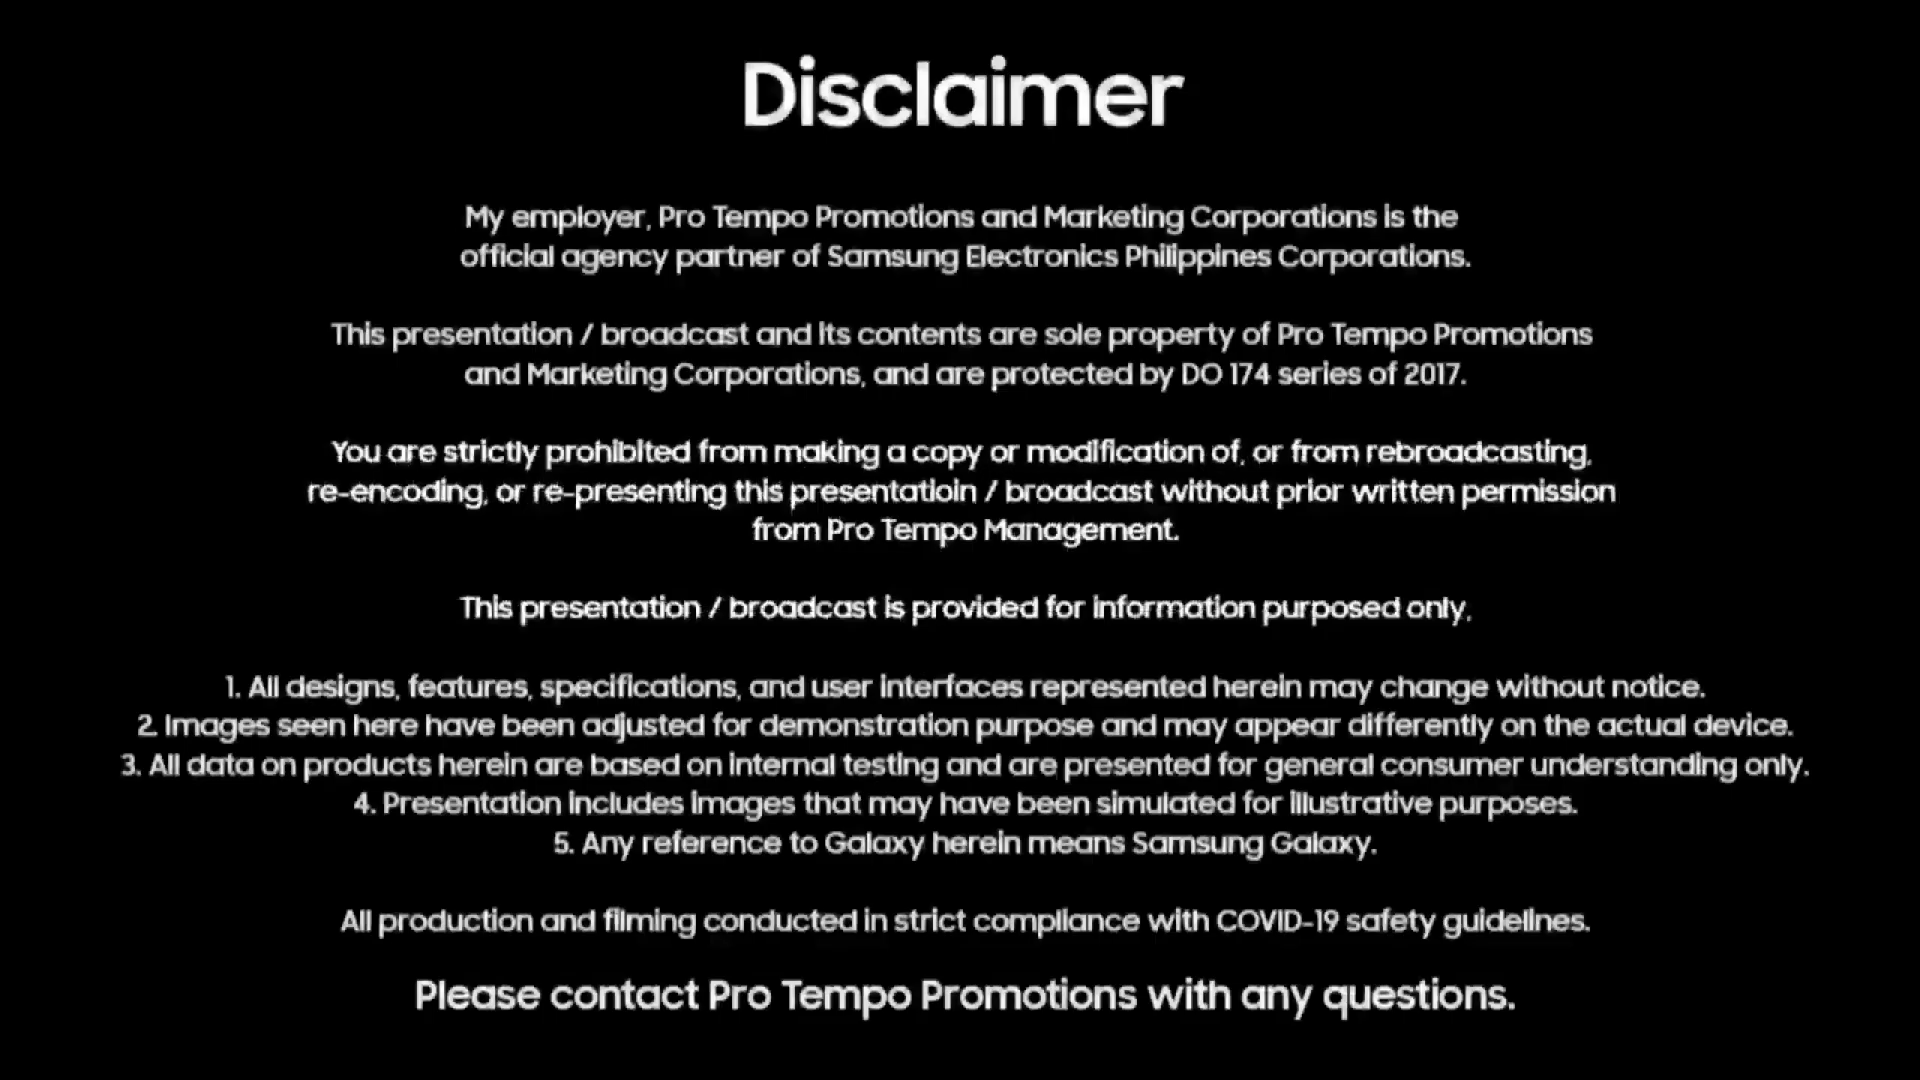 Disclaimer
My employer, Pro Tempo Promotions and Marketing Corporations is the
official agency partner of Samsung Electronics Philippines Corporations.
This presentation / broadcast and its contents are sole property of Pro Tempo Promotions
and Marketing Corporations, and are protected by DO 174 series of 2017.
You are strictly prohibited from making a copy or modification of, or from rebroadcasting,
re-encoding, or re-presenting this presentatioin / broadcast without prior written permission
from Pro Tempo Management.
This presentation / broadcast is provided for information purposed only,
1. All designs, features, specifications, and user interfaces represented herein may change without notice.
2. Images seen here have been adjusted for demonstration purpose and may appear differently on the actual device.
3. All data on products herein are based on internal testing and are presented for general consumer understanding only.
4. Presentation includes images that may have been simulated for illustrative purposes.
5. Any reference to Galaxy herein means Samsung Galaxy.
All production and filming conducted in strict compliance with COVID-19 safety guidelines.
Please contact Pro Tempo Promotions with any questions.